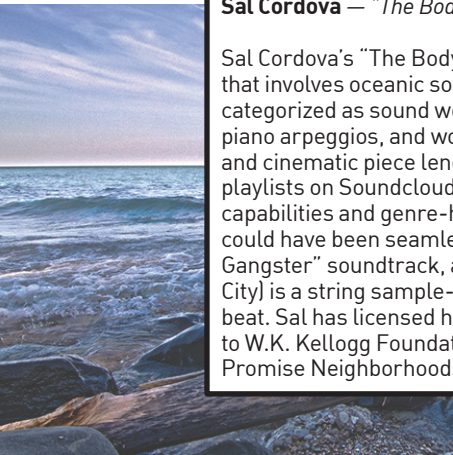 Sal Cordova — “The Bod
Sal Cordova’s “The Body
that involves oceanic so
categorized as sound w
piano arpeggios, and wo
and cinematic piece len
playlists on Soundcloud
capabilities and genre-h
could have been seamle
Gangster” soundtrack, a
City) is a string sample-
beat. Sal has licensed h
to W.K. Kellogg Foundat
Promise Neighborhood